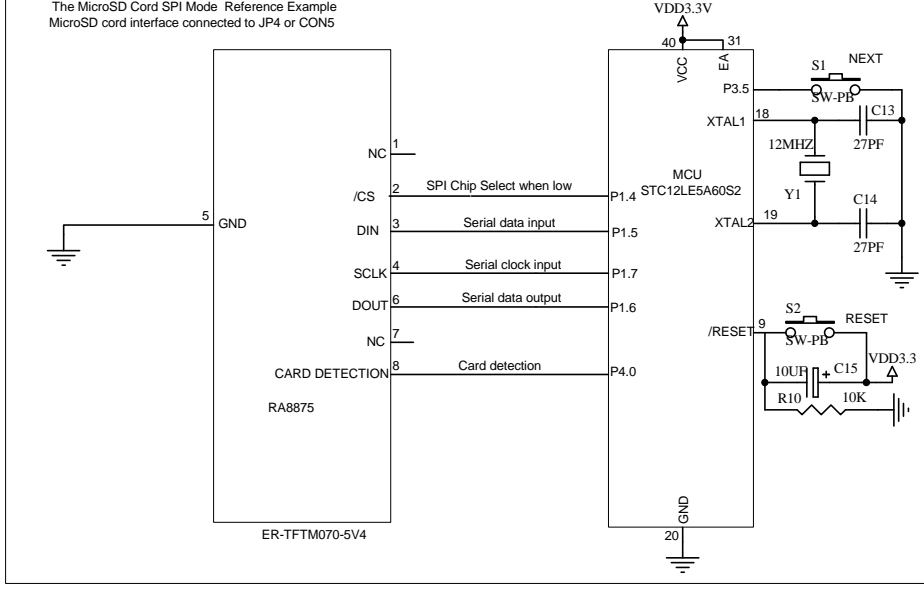 The MicroSD Cord SPI Mode Reference Example
MicroSD cord interface connected to JP4 or CON5
VDD3.3V
40
31
VCC
EA
S1
NEXT
P3.5
SW-PB
XTAL1
18
C13
12MHZ
27PF
NC
1
MCU
STC12LE5A60S2
/CS
2
SPI Chip Select when low
P1.4
Y1
C14
5
GND
DIN
3
Serial data input
P1.5
XTAL2
19
27PF
SCLK
4
Serial clock input
P1.7
DOUT
6
Serial data output
P1.6
S2
RESET
NC
7
/RESET
9
SW-PB
VDD3.3
CARD DETECTION
8
Card detection
P4.0
10UF
+
C15
R10
10K
RA8875
GND
20
ER-TFTM070-5V4